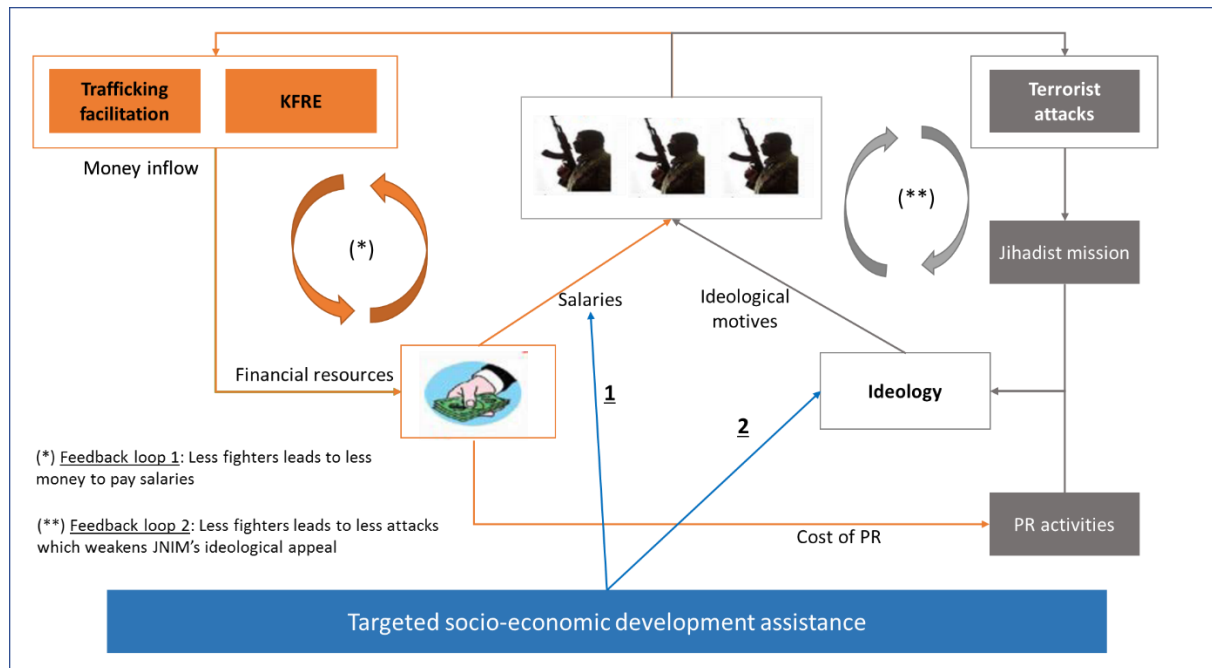 Trafficking
facilitation
KFRE
Terrorist
attacks
Money inflow
(*)
(**)
Jihadist mission
Salaries
Ideological
motives
Financial resources
1
2
Ideology
(*) Feedback loop 1: Less fighters leads to less
money to pay salaries
(**) Feedback loop 2: Less fighters leads to less attacks
which weakens JNIM's ideological appeal
Cost of PR
PR activities
Targeted socio-economic development assistance